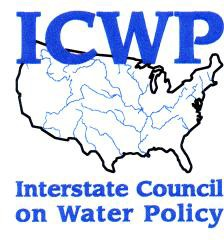 ICWP
Interstate Council
on Water Policy